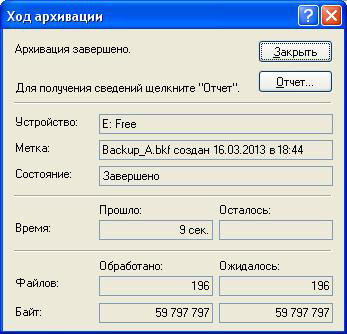 Ход архивации
Архивация завершено.
Закрыть
Для получения сведений щелкните "Отчет".
Отчет...
Устройство: E: Free
Метка: Backup_A.bkf создан 16.03.2013 в 18:44
Состояние: Завершено
Прошло: Осталось:
Время: 9 сек.
Обработано: Ожидалось:
Файлов: 196 196
Байт: 59 797 797 59 797 797